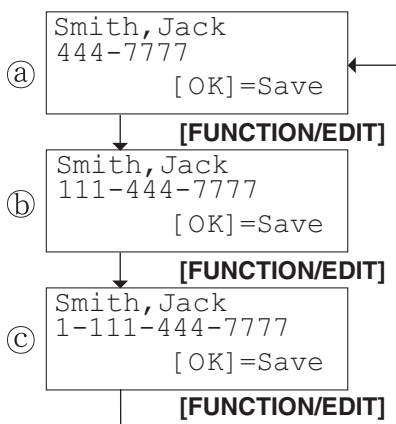 ⓐ
Smith,Jack
444-7777
[OK]=Save
[FUNCTION/EDIT]
ⓑ
Smith,Jack
111-444-7777
[OK]=Save
[FUNCTION/EDIT]
ⓒ
Smith,Jack
1-111-444-7777
[OK]=Save
[FUNCTION/EDIT]